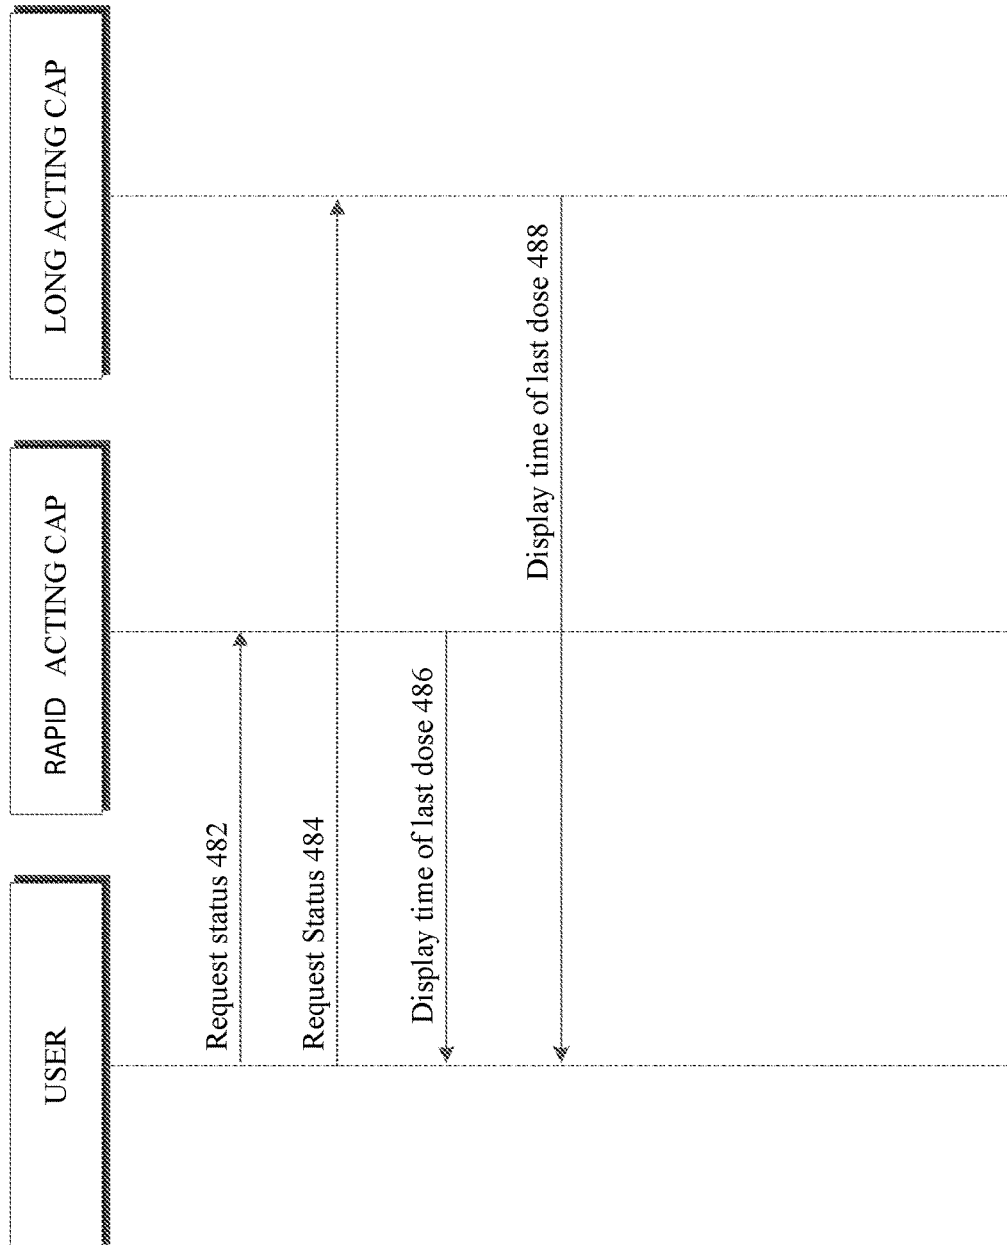 USER
RAPID ACTING CAP
LONG ACTING CAP
Request status 482
Request Status 484
Display time of last dose 486
Display time of last dose 488